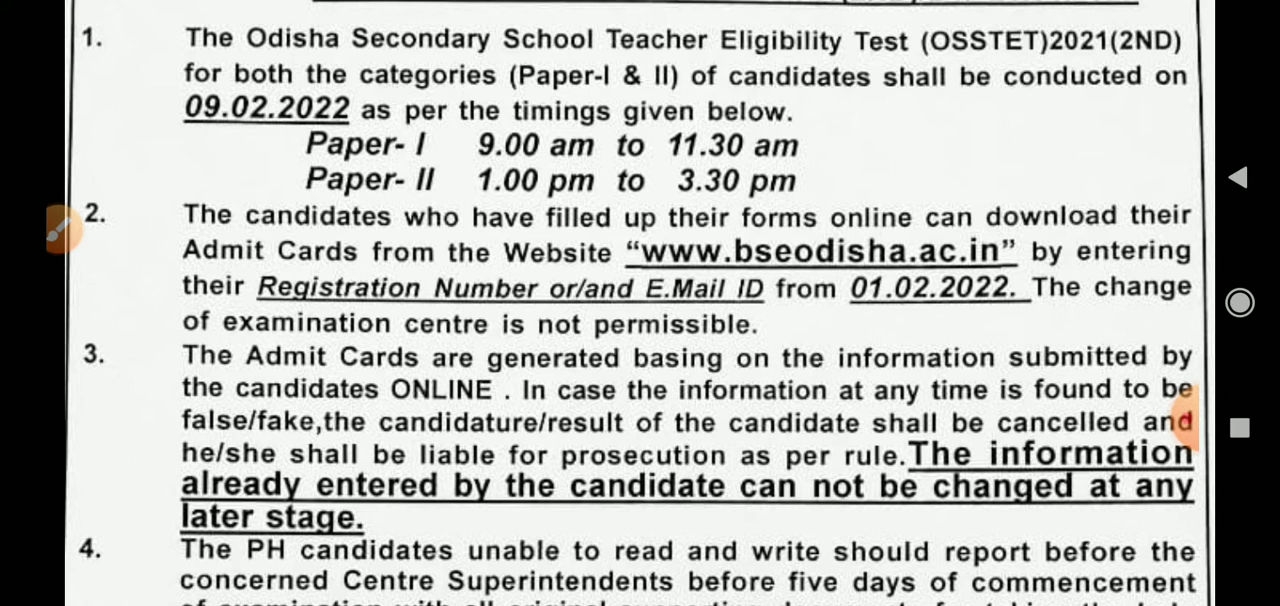 1. The Odisha Secondary School Teacher Eligibility Test (OSSTET)2021(2ND)
for both the categories (Paper-I & II) of candidates shall be conducted on
09.02.2022 as per the timings given below.
Paper- I 9.00 am to 11.30 am
Paper- II 1.00 pm to 3.30 pm
2. The candidates who have filled up their forms online can download their
Admit Cards from the Website “www.bseodisha.ac.in” by entering
their Registration Number or/and E.Mail ID from 01.02.2022. The change
of examination centre is not permissible.
3. The Admit Cards are generated basing on the information submitted by
the candidates ONLINE . In case the information at any time is found to be
false/fake,the candidature/result of the candidate shall be cancelled and
he/she shall be liable for prosecution as per rule.The information
already entered by the candidate can not be changed at any
later stage.
4. The PH candidates unable to read and write should report before the
concerned Centre Superintendents before five days of commencement